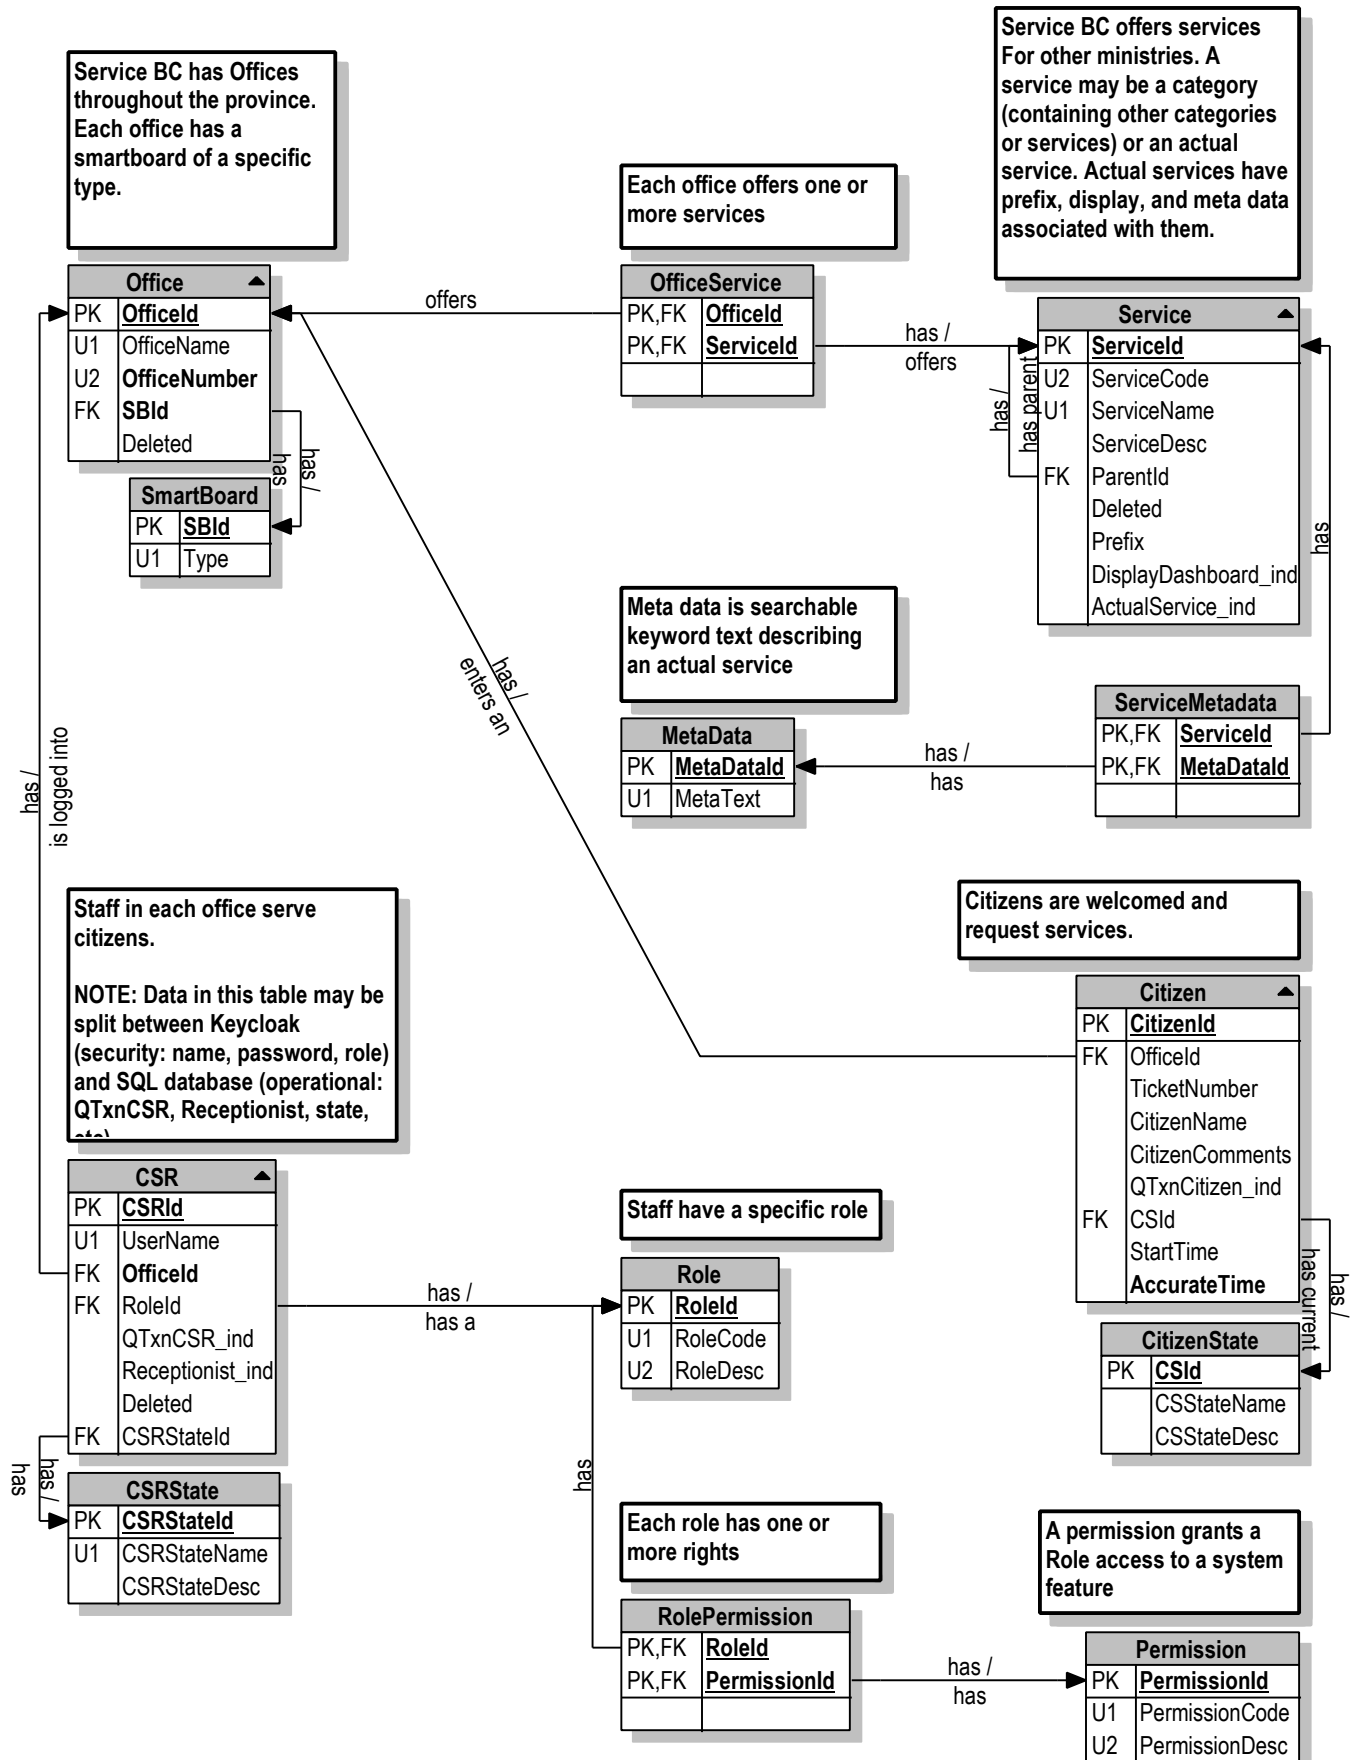 Service BC has Offices
throughout the province.
Each office has a
smartboard of a specific
type.
Service BC offers services
For other ministries. A
service may be a category
(containing other categories
or services) or an actual
service. Actual services have
prefix, display, and meta data
associated with them.
Each office offers one or
more services
Office
PK OfficeId
U1 OfficeName
U2 OfficeNumber
FK SBId
Deleted
offers
OfficeService
PK,FK OfficeId
PK,FK ServiceId
has /
offers
Service
PK ServiceId
U2 ServiceCode
U1 ServiceName
ServiceDesc
FK ParentId
Deleted
Prefix
DisplayDashboard_ind
ActualService_ind
has /
has parent
has /
has
SmartBoard
PK SBId
U1 Type
has
Meta data is searchable
keyword text describing
an actual service
has /
enters an
MetaData
PK MetaDataId
U1 MetaText
has /
has
ServiceMetadata
PK,FK ServiceId
PK,FK MetaDataId
has /
is logged into
Staff in each office serve
citizens.
NOTE: Data in this table may be
split between Keycloak
(security: name, password, role)
and SQL database (operational:
QTxnCSR, Receptionist, state,
etc)
Citizens are welcomed and
request services.
Citizen
PK CitizenId
FK OfficeId
TicketNumber
CitizenName
CitizenComments
QTxnCitizen_ind
FK CSId
StartTime
AccurateTime
has /
has current
CSR
PK CSRId
U1 UserName
FK OfficeId
FK RoleId
QTxnCSR_ind
Receptionist_ind
Deleted
FK CSRStateId
Staff have a specific role
has /
has a
Role
PK RoleId
U1 RoleCode
U2 RoleDesc
CitizenState
PK CSId
CSStateName
CSStateDesc
has /
has
CSRState
PK CSRStateId
U1 CSRStateName
CSRStateDesc
has
Each role has one or
more rights
A permission grants a
Role access to a system
feature
RolePermission
PK,FK RoleId
PK,FK PermissionId
has /
has
Permission
PK PermissionId
U1 PermissionCode
U2 PermissionDesc